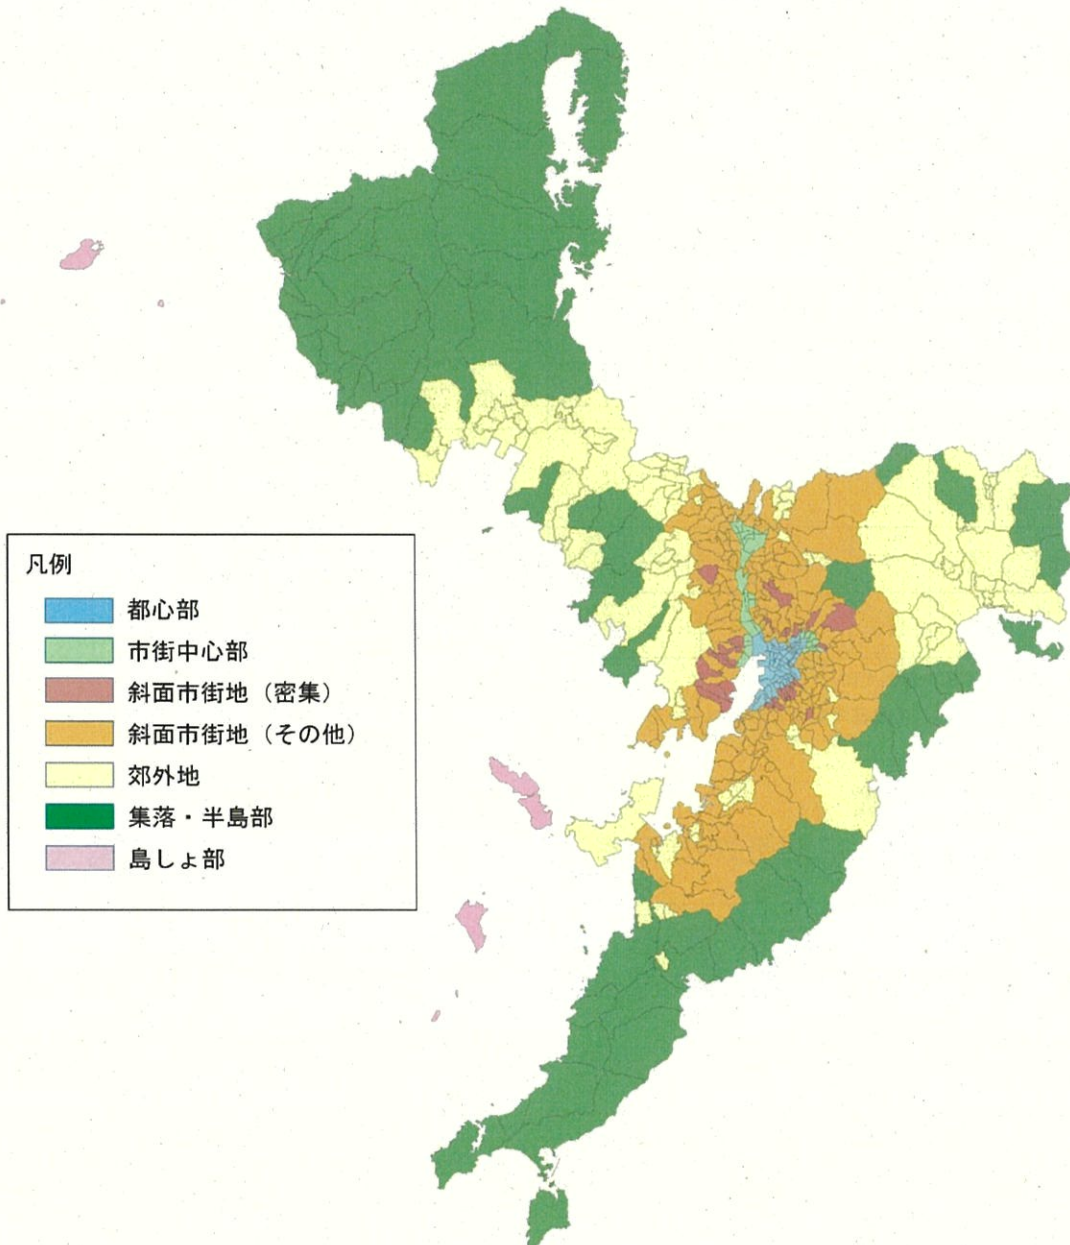 凡例
都心部
市街中心部
斜面市街地（密集）
斜面市街地（その他）
郊外地
集落・半島部
島しょ部